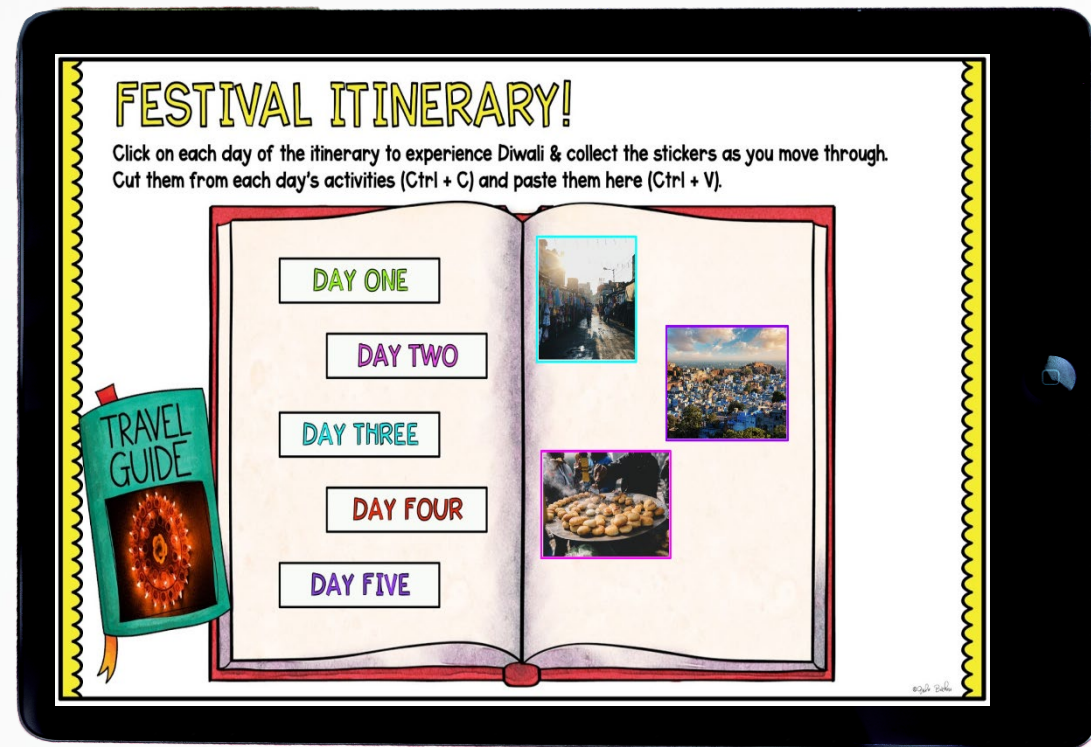 FESTIVAL ITINERARY!
Click on each day of the itinerary to experience Diwali & collect the stickers as you move through.
Cut them from each day's activities (Ctrl + C) and paste them here (Ctrl + V).
DAY ONE
DAY TWO
DAY THREE
DAY FOUR
DAY FIVE
TRAVEL
GUIDE